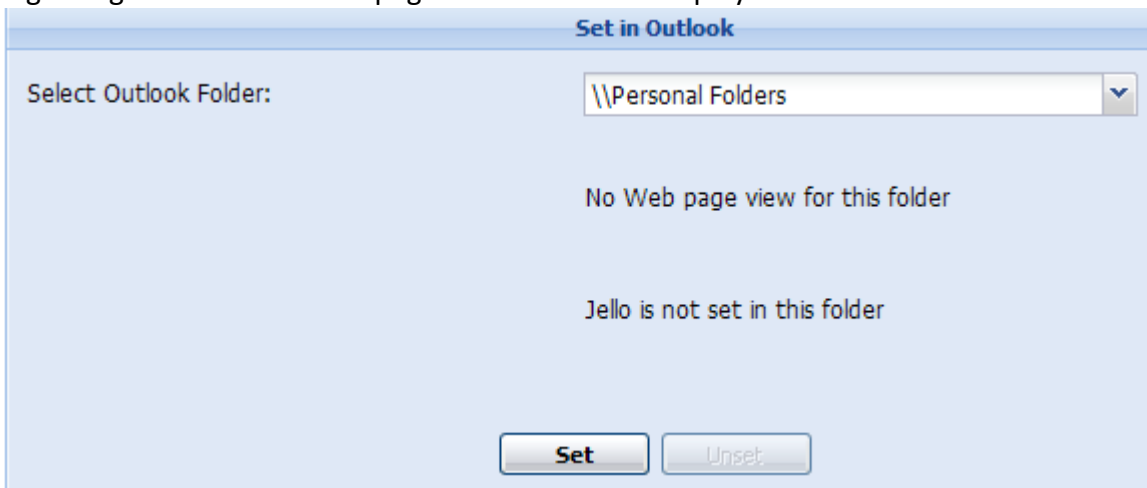 Set in Outlook
Select Outlook Folder:
\\Personal Folders
No Web page view for this folder
Jello is not set in this folder
Set
Unset